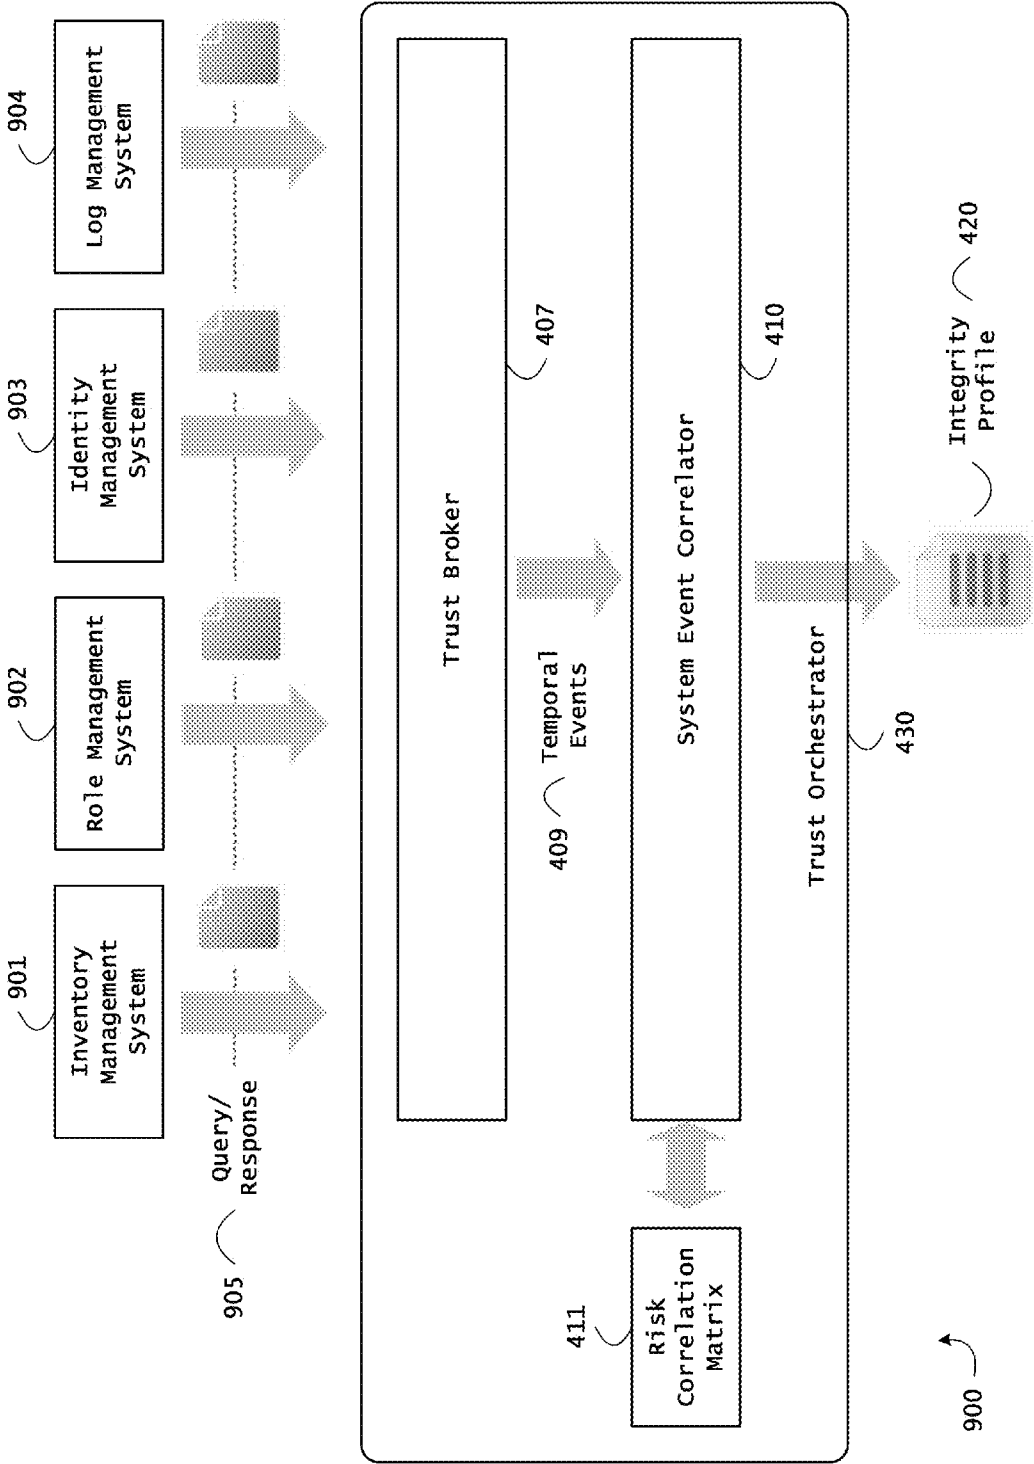 901
902
903
904
Inventory
Management
System
Role Management
System
Identity
Management
System
Log Management
System
905
Query/
Response
Trust Broker
407
409
Temporal
Events
411
Risk
Correlation
Matrix
System Event Correlator
410
Trust Orchestrator
430
Integrity
Profile
420
900